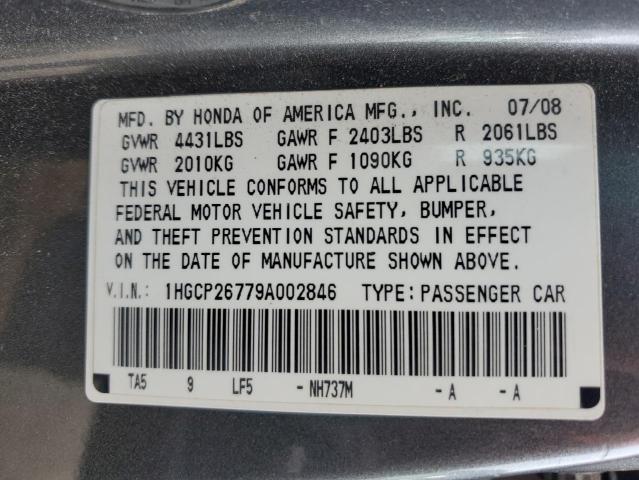 MFD. BY HONDA OF AMERICA MFG., INC. 07/08
GVWR 4431LBS GAWR F 2403LBS R 2061LBS
GVWR 2010KG GAWR F 1090KG R 935KG
THIS VEHICLE CONFORMS TO ALL APPLICABLE
FEDERAL MOTOR VEHICLE SAFETY, BUMPER,
AND THEFT PREVENTION STANDARDS IN EFFECT
ON THE DATE OF MANUFACTURE SHOWN ABOVE.
V.I.N.: 1HGCP26779A002846 TYPE: PASSENGER CAR
TA5 9 LF5 - NH737M - A - A